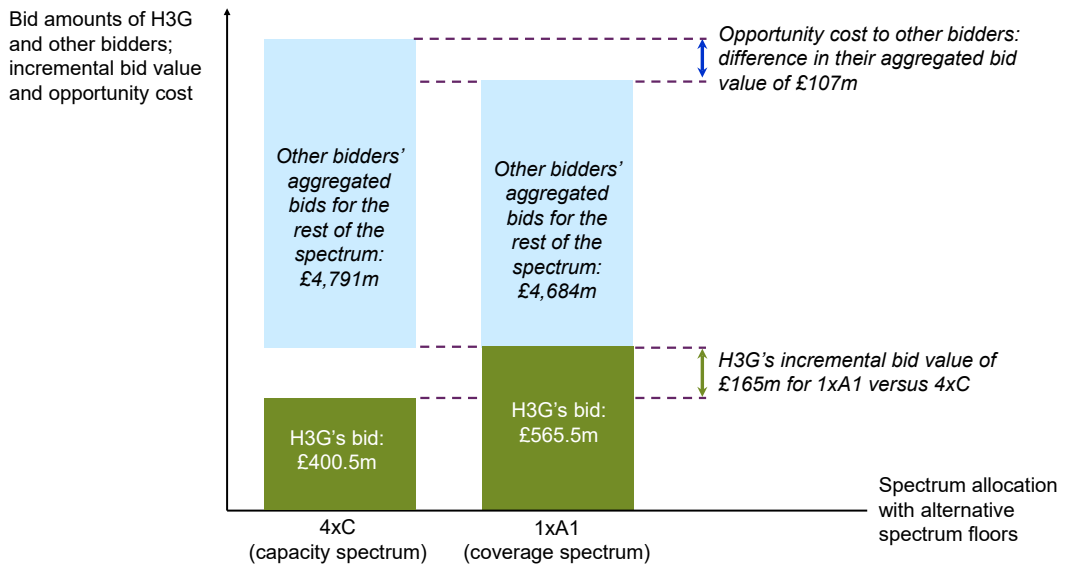 Bid amounts of H3G
and other bidders;
incremental bid value
and opportunity cost
Opportunity cost to other bidders:
difference in their aggregated bid
value of £107m
Other bidders’
aggregated
bids for the
rest of the
spectrum:
£4,791m
Other bidders’
aggregated
bids for the
rest of the
spectrum:
£4,684m
H3G’s incremental bid value of
£165m for 1xA1 versus 4xC
H3G’s bid:
£400.5m
H3G’s bid:
£565.5m
Spectrum allocation
with alternative
spectrum floors
4xC
(capacity spectrum)
1xA1
(coverage spectrum)